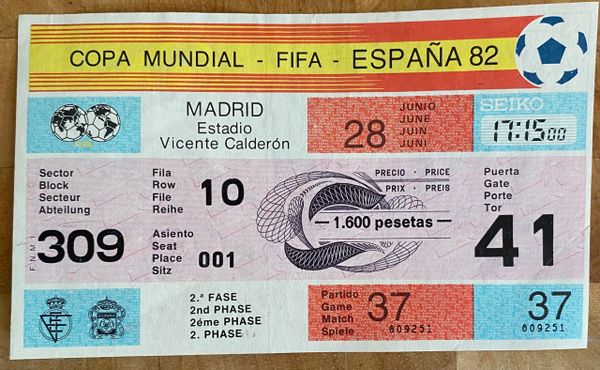 COPA MUNDIAL - FIFA - ESPAÑA 82
FIFA
MADRID
Estadio
Vicente Calderón
28
JUNIO
JUNE
JUIN
JUNI
SEIKO
17:15 00
Sector
Block
Secteur
Abteilung
309
F.N.M.T.
Fila
Row
File
Reihe
10
Asiento
Seat
Place
Sitz
001
PRECIO - PRICE
PRIX - PREIS
1.600 pesetas
Puerta
Gate
Porte
Tor
41
2.ª FASE
2nd PHASE
2éme PHASE
2. PHASE
Partido
Game
Match
Spiele
37
009251
37
009251